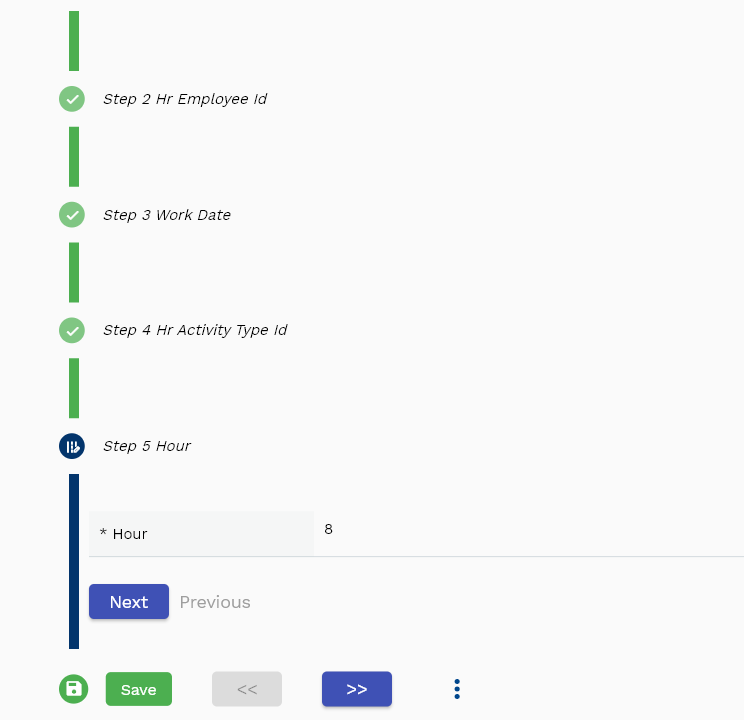 Step 2 Hr Employee Id
Step 3 Work Date
Step 4 Hr Activity Type Id
Step 5 Hour
* Hour 8
Next Previous
Save << >>